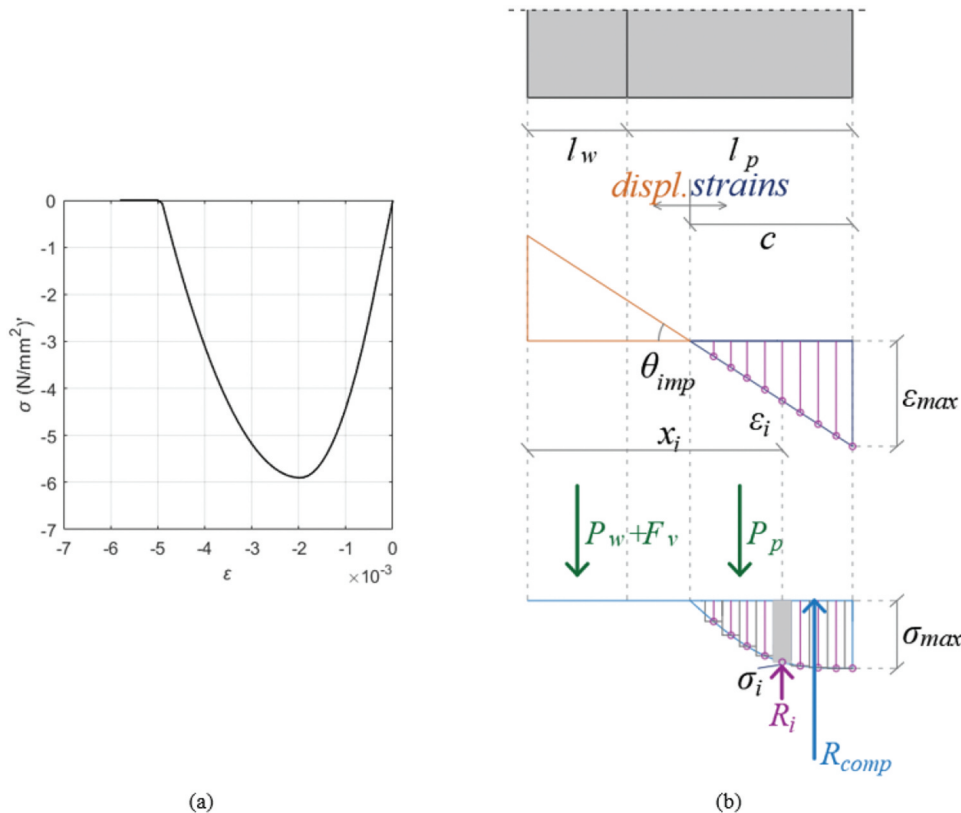 0
-1
-2
-3
-4
-5
-6
-7
σ (N/mm²)'
-7 -6 -5 -4 -3 -2 -1 0
ε
×10⁻³
(a)
l_w l_p
displ. strains
c
θ_imp
ε_max
ε_i
x_i
P_w+F_v P_p
σ_max
σ_i
R_i
R_comp
(b)